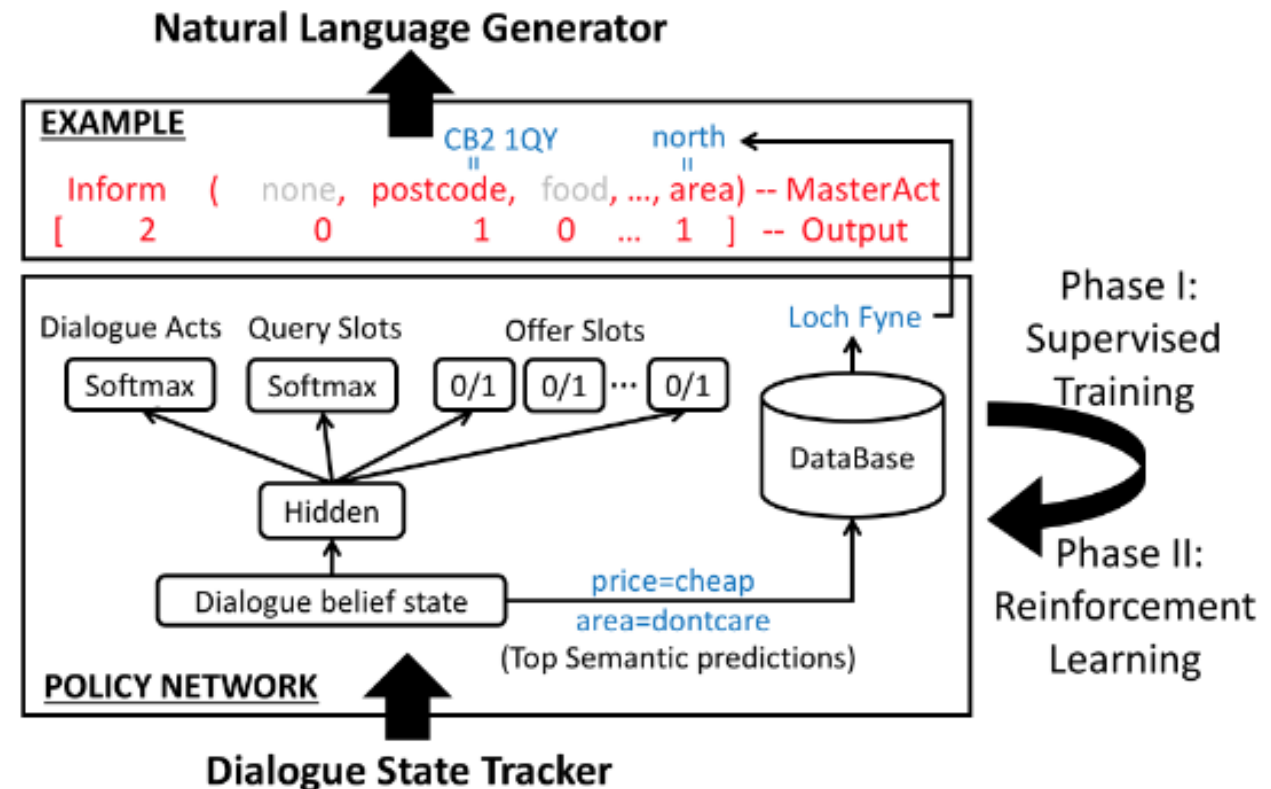 Natural Language Generator
EXAMPLE
CB2 1QY north
Inform ( none, postcode, food, ..., area) -- MasterAct
[ 2 0 1 0 ... 1 ] -- Output
Dialogue Acts Query Slots Offer Slots
Softmax Softmax 0/1 0/1 ... 0/1
Hidden
Dialogue belief state
Loch Fyne
DataBase
price=cheap
area=dontcare
(Top Semantic predictions)
POLICY NETWORK
Phase I:
Supervised
Training
Phase II:
Reinforcement
Learning
Dialogue State Tracker